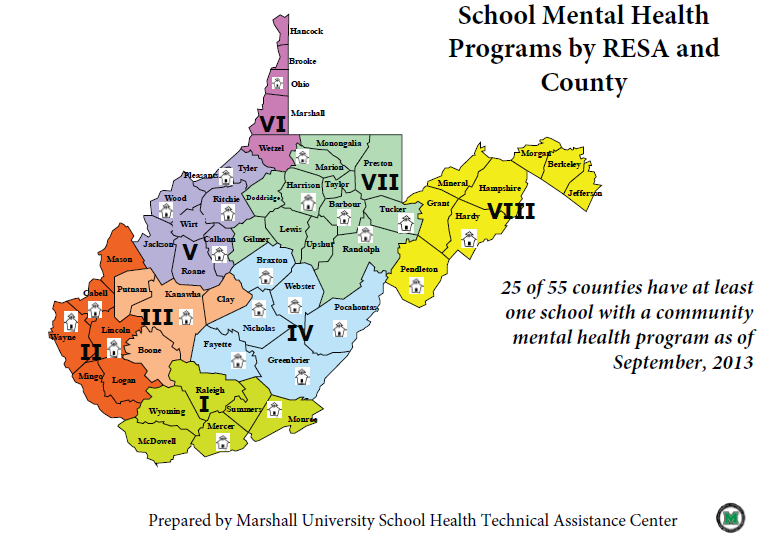 School Mental Health
Programs by RESA and
County
Hancock
Brooke
Ohio
Marshall
VI
Wetzel
Monongalia
Marion
Preston
VII
Tyler
Pleasants
Harrison
Taylor
Doddridge
Wood
Ritchie
Barbour
Tucker
Wirt
Lewis
Calhoun
Gilmer
Upshur
Randolph
Jackson
V
Roane
Morgan
Berkeley
Mineral
Hampshire
Jefferson
Grant
Hardy
VIII
Pendleton
Mason
Braxton
Putnam
Cabell
Kanawha
Clay
Webster
Pocahontas
III
Wayne
Lincoln
II
Boone
Nicholas
IV
Fayette
Greenbrier
Mingo
Logan
Raleigh
I
Wyoming
Summers
Mercer
Monroe
McDowell
25 of 55 counties have at least
one school with a community
mental health program as of
September, 2013
Prepared by Marshall University School Health Technical Assistance Center
M